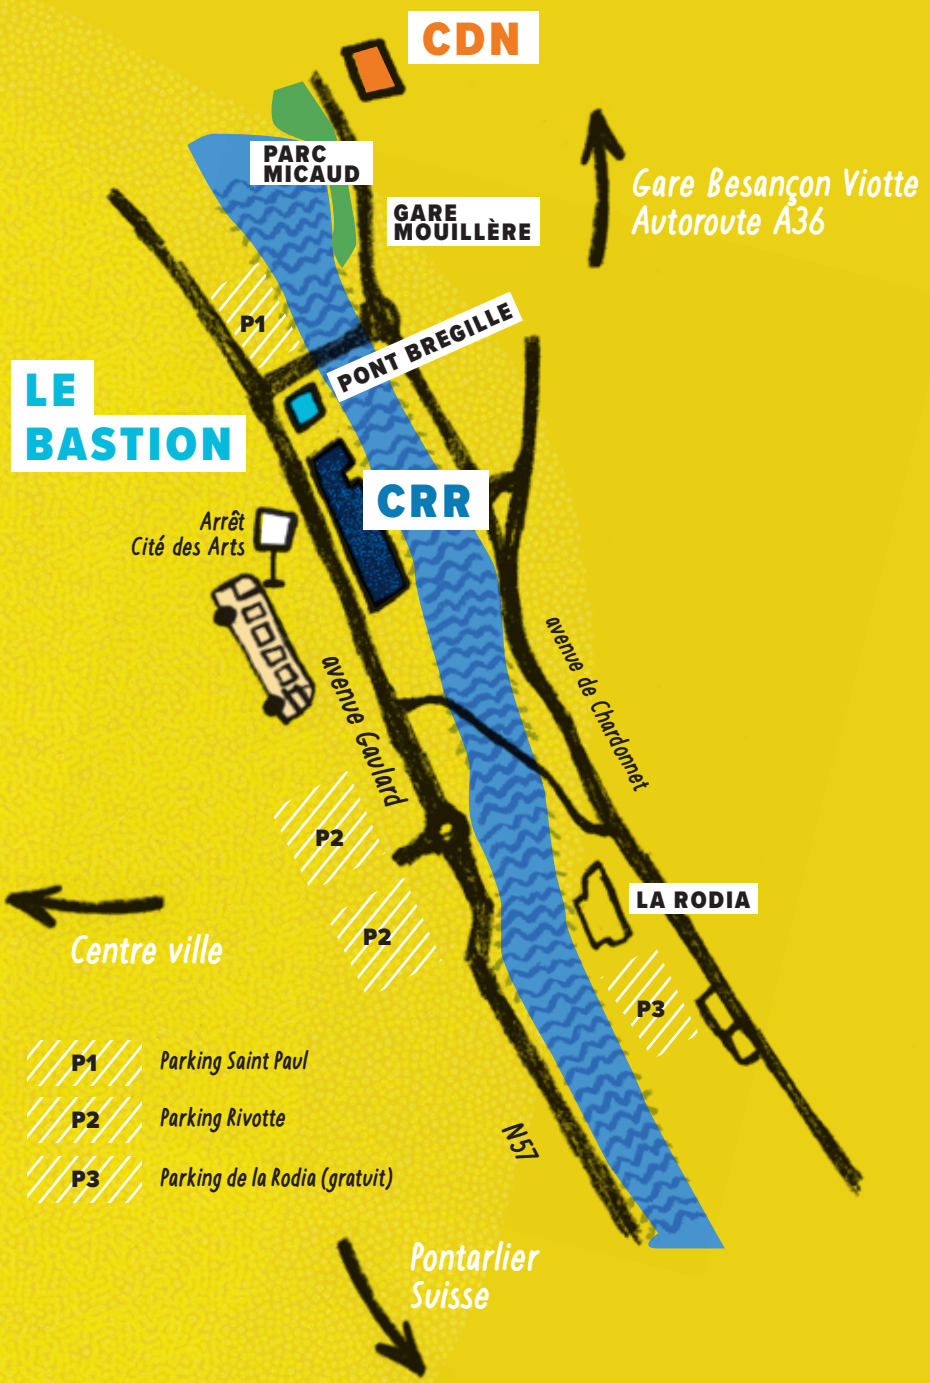 CDN
PARC
MICAUD
Gare Besançon Viotte
Autoroute A36
GARE
MOUILLÈRE
P1
PONT BREGILLE
LE
BASTION
CRR
Arrêt
Cité des Arts
avenue de Chardonnet
avenue Gaulard
P2
LA RODIA
P2
Centre ville
P3
P1 Parking Saint Paul
P2 Parking Rivotte
P3 Parking de la Rodia (gratuit)
N57
Pontarlier
Suisse